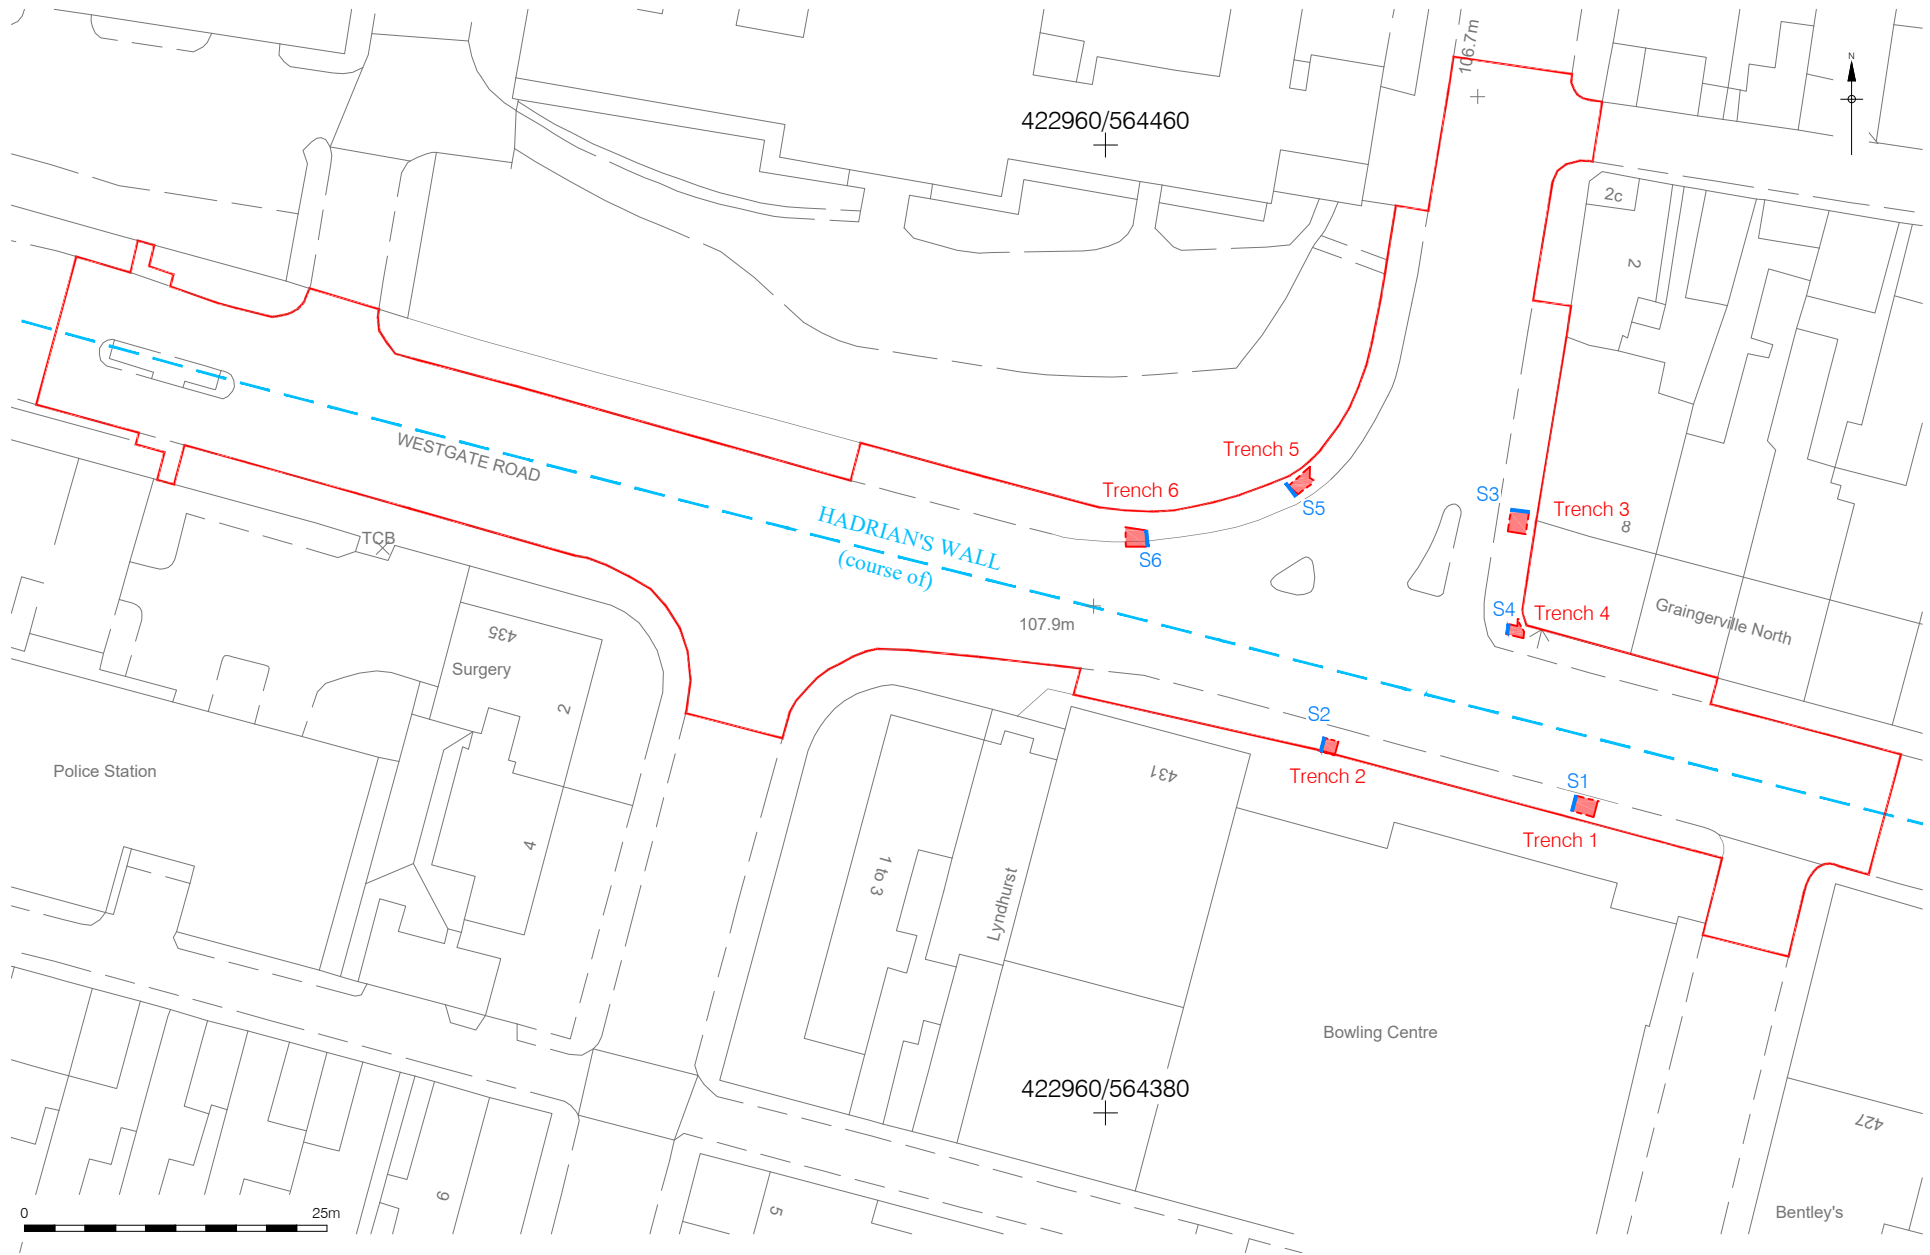 106.7m
N
422960/564460
2c
2
WESTGATE ROAD
Trench 5
Trench 6
S5
S3
Trench 3
8
HADRIAN'S WALL
(course of)
S6
TCB
S4
Trench 4
Graingerville North
107.9m
435
Surgery
2
S2
431
Trench 2
Police Station
S1
Trench 1
4
1 to 3
Lyndhurst
Bowling Centre
422960/564380
427
9
5
Bentley's
0
25m